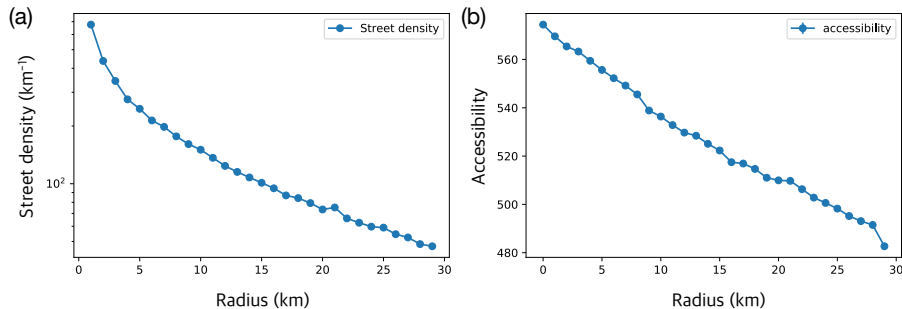 (a)
Street density
Street density (km⁻¹)
10²
0
5
10
15
20
25
30
Radius (km)
(b)
accessibility
Accessibility
560
540
520
500
480
0
5
10
15
20
25
30
Radius (km)